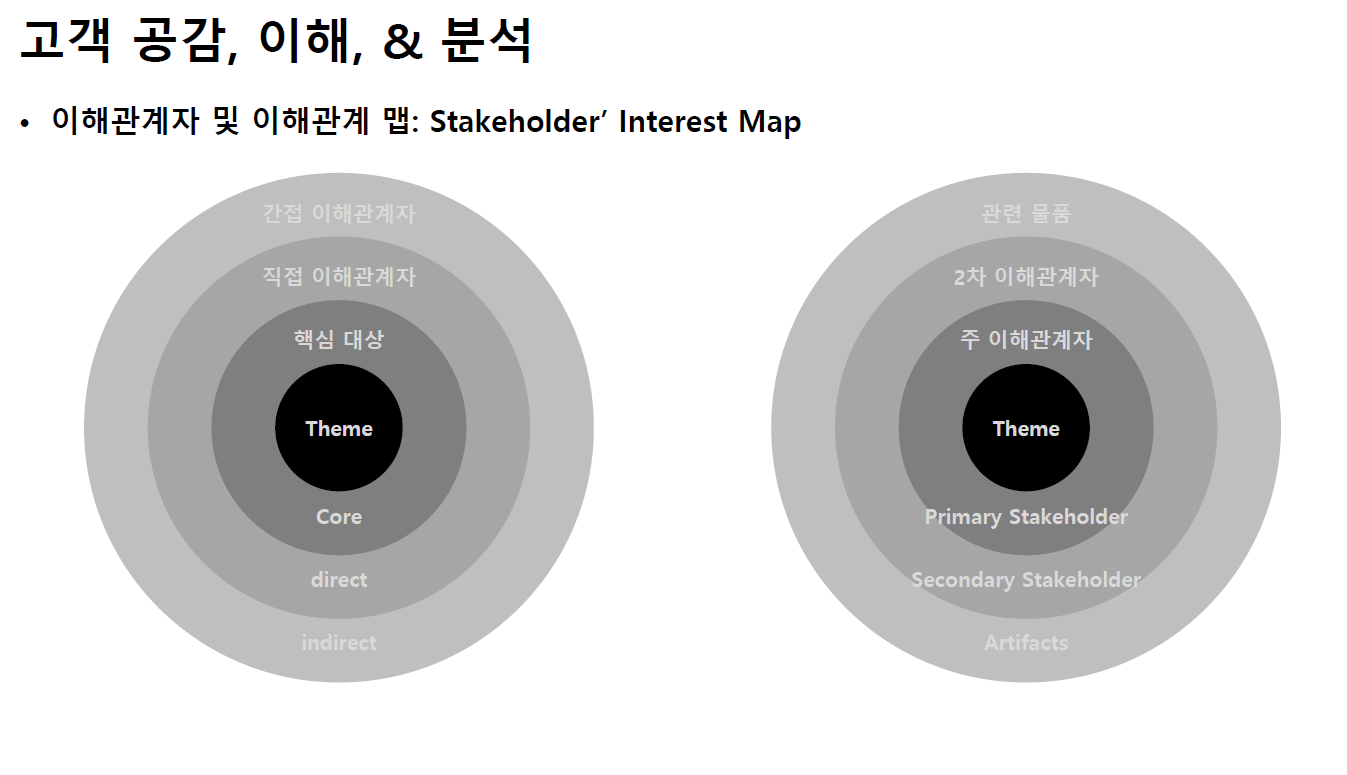 고객 공감, 이해, & 분석
• 이해관계자 및 이해관계 맵: Stakeholder’ Interest Map
간접 이해관계자
직접 이해관계자
핵심 대상
Theme
Core
direct
indirect
관련 물품
2차 이해관계자
주 이해관계자
Theme
Primary Stakeholder
Secondary Stakeholder
Artifacts